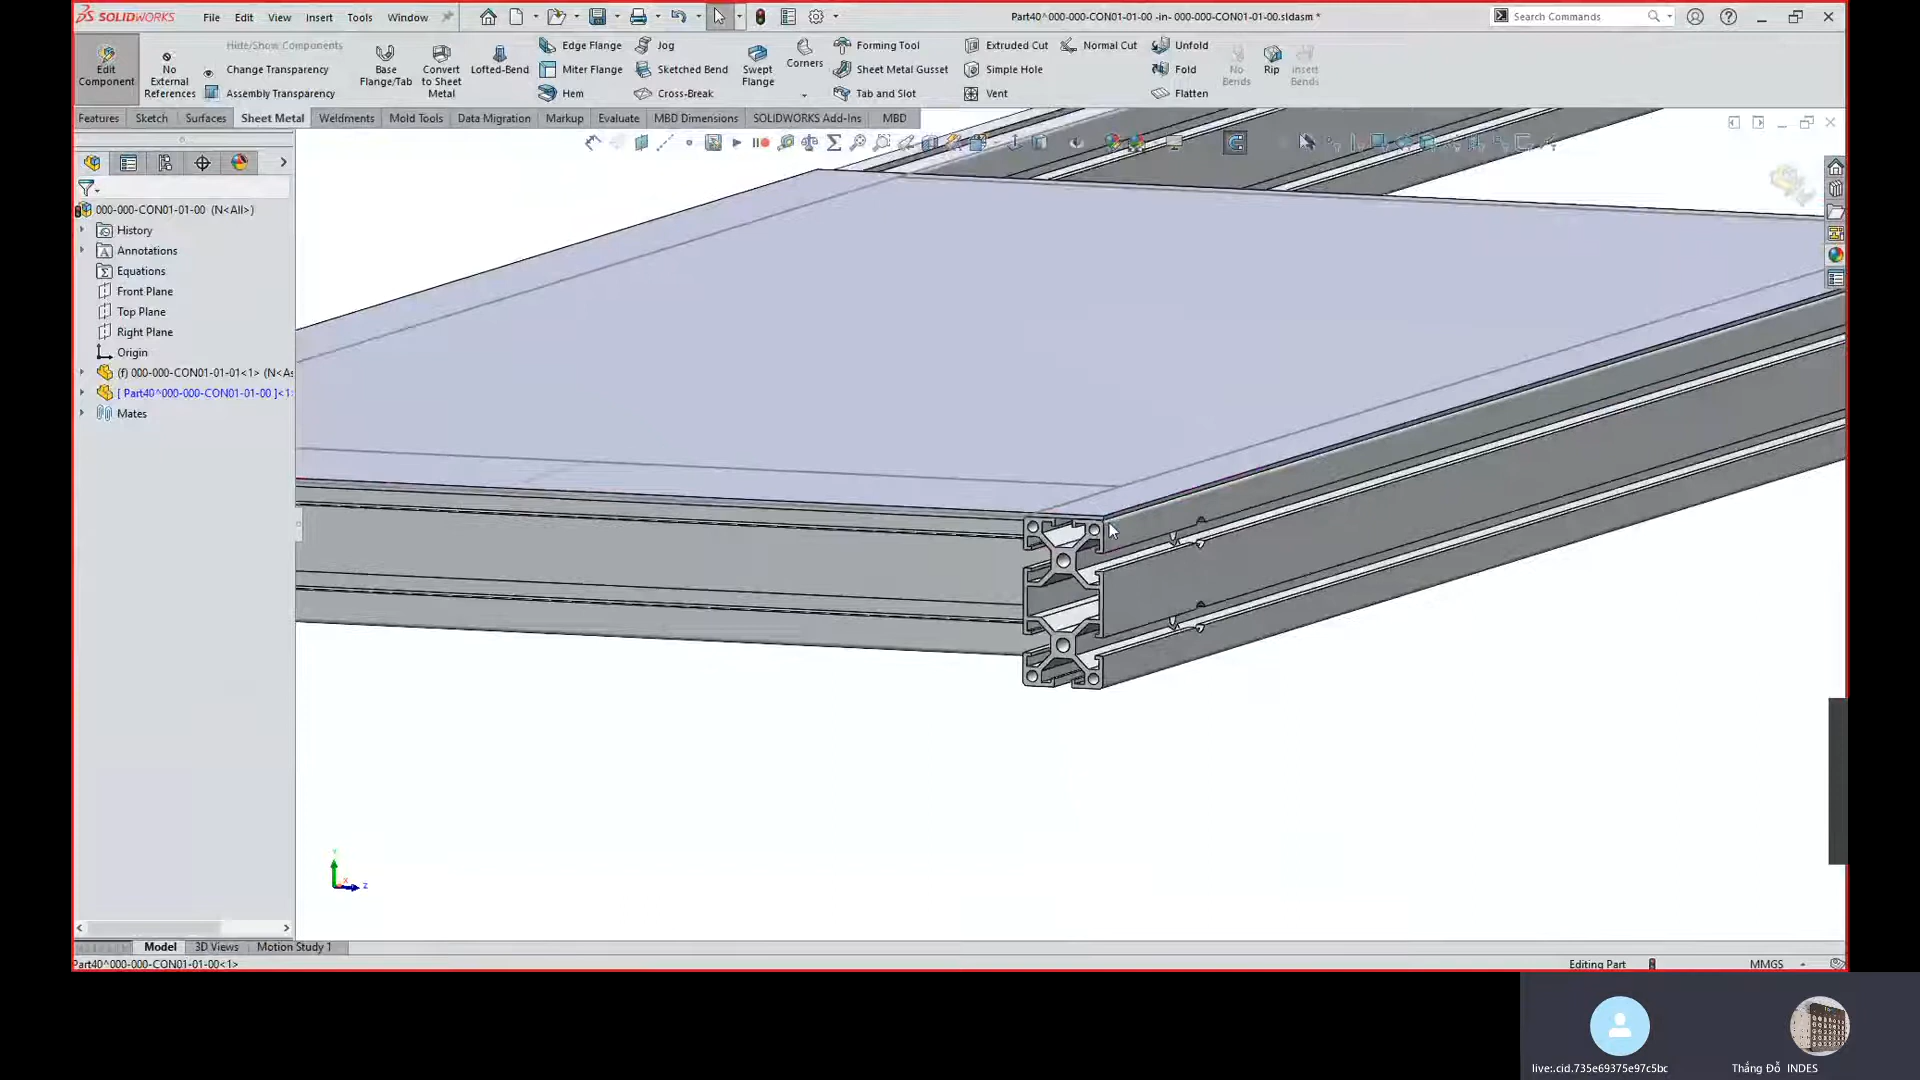 SOLIDWORKS File Edit View Insert Tools Window Part40^000-000-CON01-01-00 -in- 000-000-CON01-01-00.sldasm * Search Commands
Edit Component
No External References
Hide/Show Components
Change Transparency
Assembly Transparency
Base Flange/Tab
Convert to Sheet Metal
Lofted-Bend
Edge Flange
Miter Flange
Hem
Jog
Sketched Bend
Cross-Break
Swept Flange
Corners
Forming Tool
Sheet Metal Gusset
Tab and Slot
Extruded Cut
Simple Hole
Vent
Normal Cut
Unfold
Fold
Flatten
No Bends
Rip
Insert Bends
Features Sketch Surfaces Sheet Metal Weldments Mold Tools Data Migration Markup Evaluate MBD Dimensions SOLIDWORKS Add-Ins MBD
000-000-CON01-01-00 (N<All>)
History
Annotations
Equations
Front Plane
Top Plane
Right Plane
Origin
(f) 000-000-CON01-01-01<1> (N<As
[ Part40^000-000-CON01-01-00 ]<1>
Mates
Y
X
Z
Model 3D Views Motion Study 1
Part40^000-000-CON01-01-00<1>
Editing Part
MMGS
live:.cid.735e69375e97c5bc
Thắng Đỗ INDES